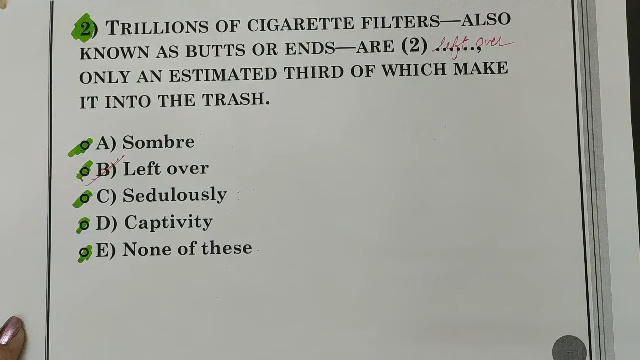 2) TRILLIONS OF CIGARETTE FILTERS—ALSO
KNOWN AS BUTTS OR ENDS—ARE (2) ......., left over
ONLY AN ESTIMATED THIRD OF WHICH MAKE
IT INTO THE TRASH.
A) Sombre
B) Left over
C) Sedulously
D) Captivity
E) None of these